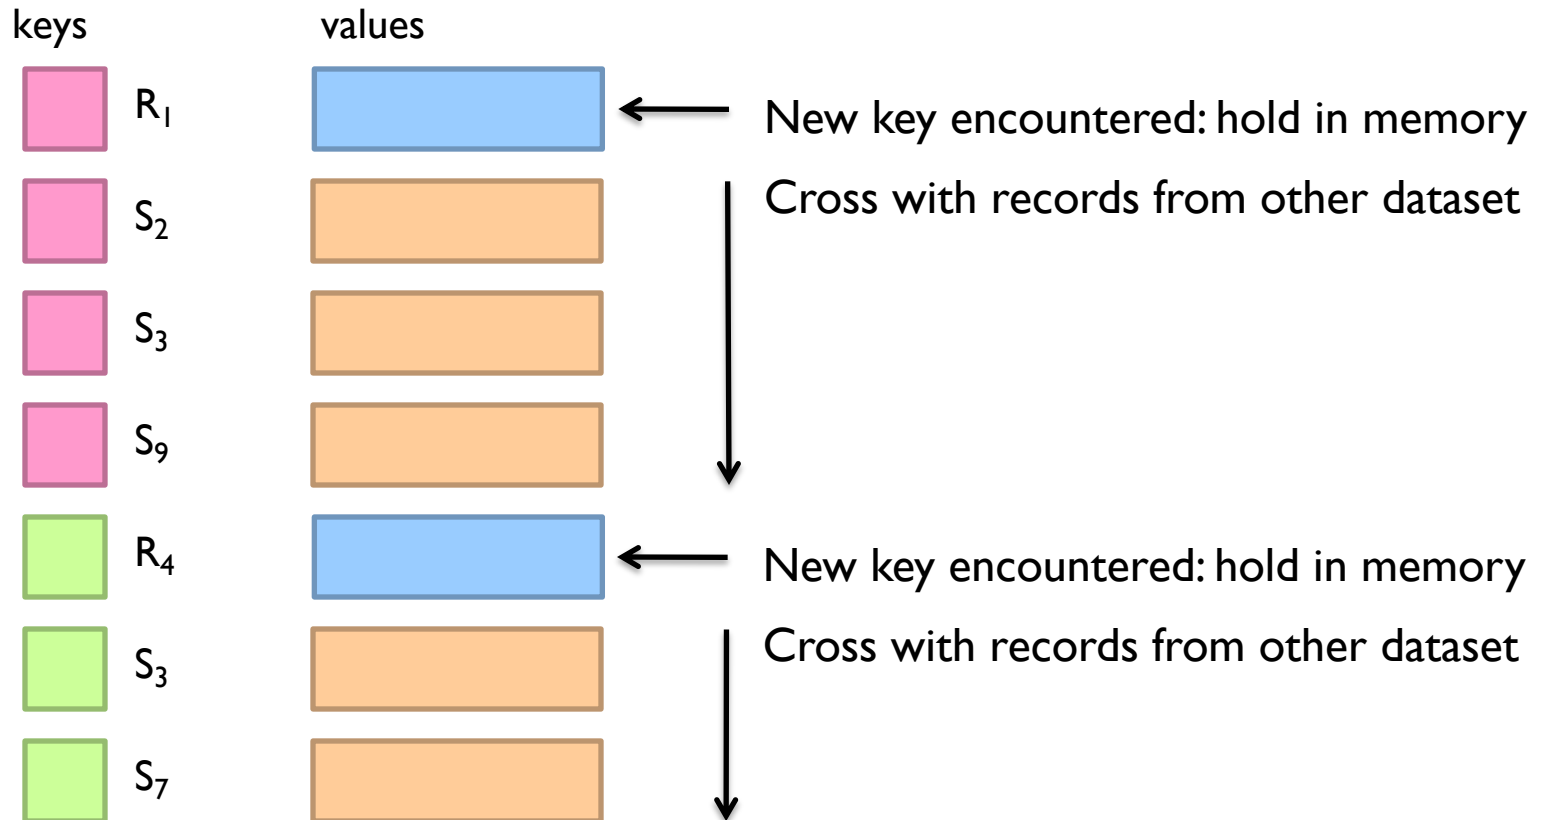 keys values
R₁
New key encountered: hold in memory
S₂
Cross with records from other dataset
S₃
S₉
R₄
New key encountered: hold in memory
S₃
Cross with records from other dataset
S₇